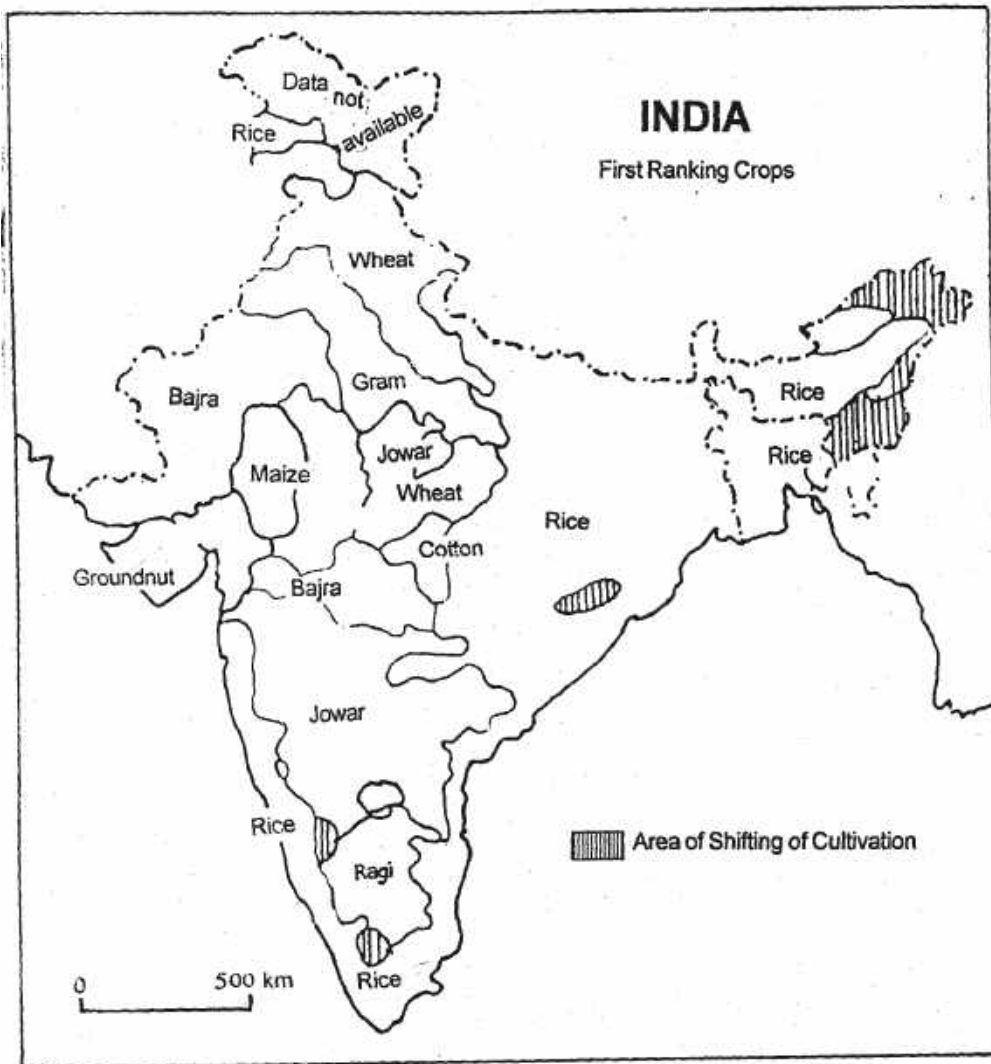 INDIA
First Ranking Crops
Data not
available
Rice
Wheat
Gram
Bajra
Jowar
Maize
Wheat
Rice
Rice
Rice
Cotton
Groundnut
Bajra
Jowar
Rice
Ragi
Rice
Area of Shifting of Cultivation
0 500 km